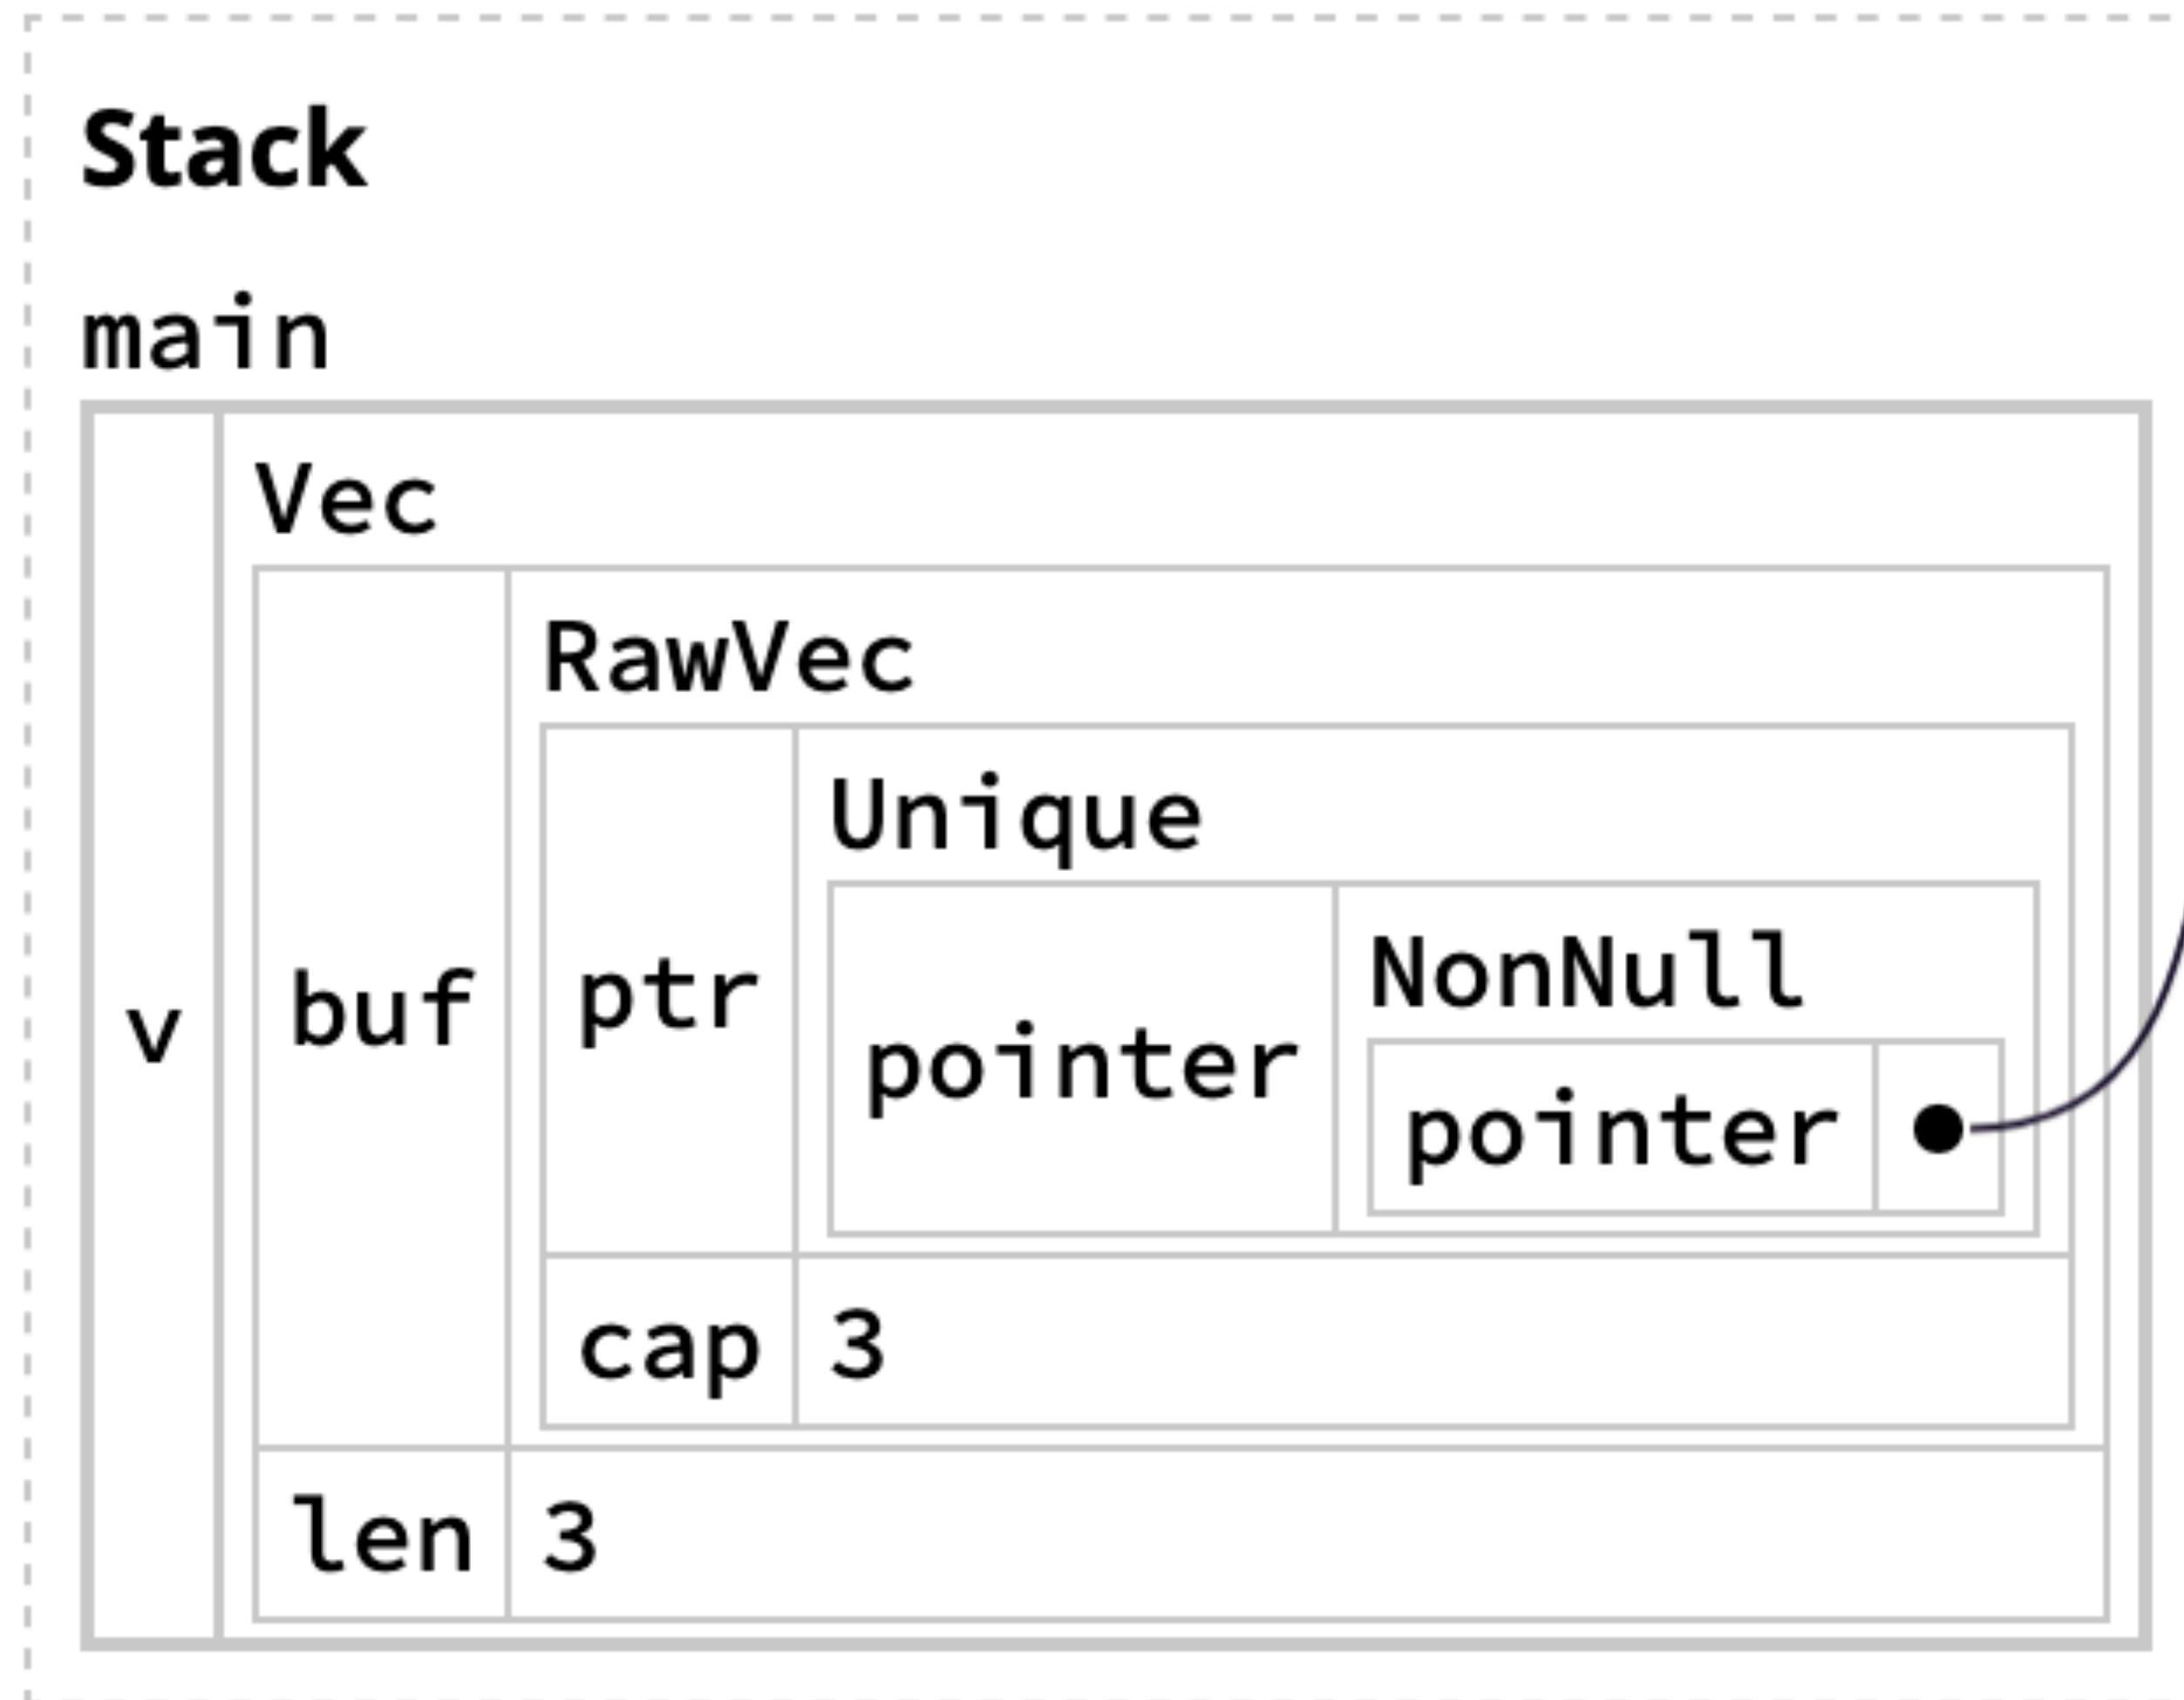 Stack
main
Vec
RawVec
Unique
NonNull
v
buf
ptr
pointer
pointer
cap 3
len 3